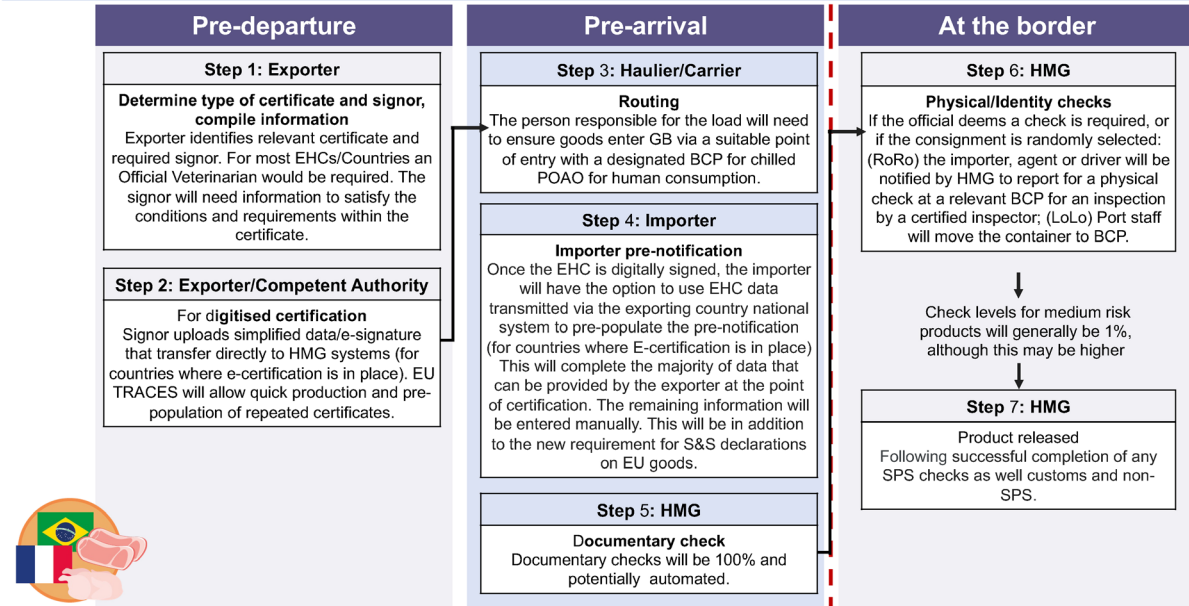 Pre-departure
Step 1: Exporter
Determine type of certificate and signor,
compile information
Exporter identifies relevant certificate and
required signor. For most EHCs/Countries an
Official Veterinarian would be required. The
signor will need information to satisfy the
conditions and requirements within the
certificate.
Step 2: Exporter/Competent Authority
For digitised certification
Signor uploads simplified data/e-signature
that transfer directly to HMG systems (for
countries where e-certification is in place). EU
TRACES will allow quick production and pre-
population of repeated certificates.
Pre-arrival
Step 3: Haulier/Carrier
Routing
The person responsible for the load will need
to ensure goods enter GB via a suitable point
of entry with a designated BCP for chilled
POAO for human consumption.
Step 4: Importer
Importer pre-notification
Once the EHC is digitally signed, the importer
will have the option to use EHC data
transmitted via the exporting country national
system to pre-populate the pre-notification
(for countries where E-certification is in place)
This will complete the majority of data that
can be provided by the exporter at the point
of certification. The remaining information will
be entered manually. This will be in addition
to the new requirement for S&S declarations
on EU goods.
Step 5: HMG
Documentary check
Documentary checks will be 100% and
potentially automated.
At the border
Step 6: HMG
Physical/Identity checks
If the official deems a check is required, or
if the consignment is randomly selected:
(RoRo) the importer, agent or driver will be
notified by HMG to report for a physical
check at a relevant BCP for an inspection
by a certified inspector; (LoLo) Port staff
will move the container to BCP.
Check levels for medium risk
products will generally be 1%,
although this may be higher
Step 7: HMG
Product released
Following successful completion of any
SPS checks as well customs and non-
SPS.